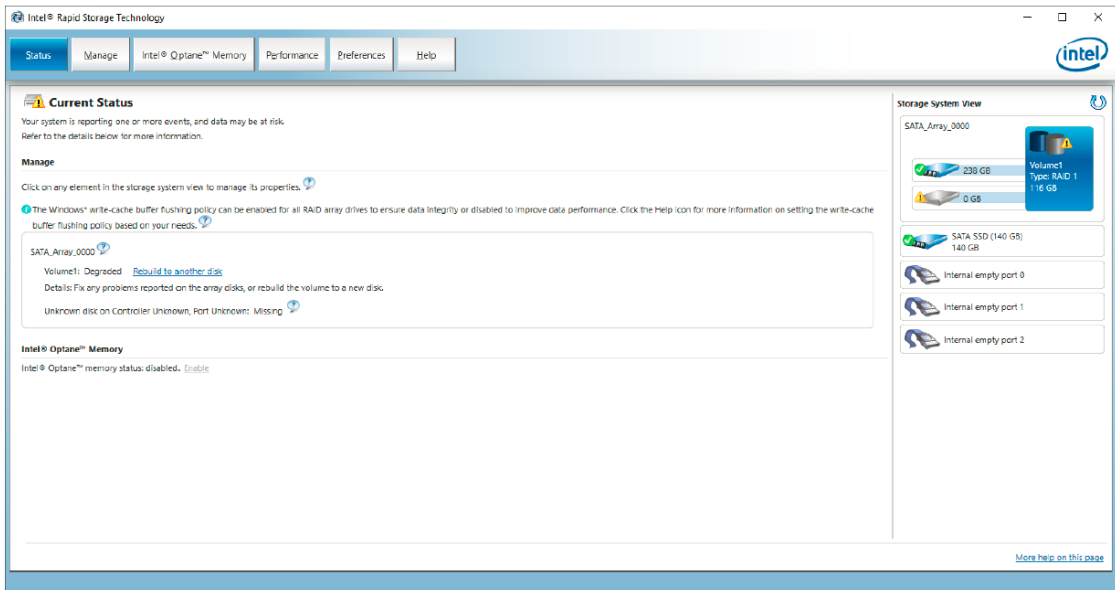 Intel® Rapid Storage Technology
Status
Manage
Intel® Optane™ Memory
Performance
Preferences
Help
intel
Current Status
Your system is reporting one or more events, and data may be at risk.
Refer to the details below for more information.
Manage
Click on any element in the storage system view to manage its properties.
The Windows* write-cache buffer flushing policy can be enabled for all RAID array drives to ensure data integrity or disabled to improve data performance. Click the Help icon for more information on setting the write-cache
buffer flushing policy based on your needs.
SATA_Array_0000
Volume1: Degraded Rebuild to another disk
Details: Fix any problems reported on the array disks, or rebuild the volume to a new disk.
Unknown disk on Controller Unknown, Port Unknown: Missing
Intel® Optane™ Memory
Intel® Optane™ memory status: disabled. Enable
Storage System View
SATA_Array_0000
238 GB
0 GB
Volume1
Type: RAID 1
116 GB
SATA SSD (140 GB)
140 GB
Internal empty port 0
Internal empty port 1
Internal empty port 2
More help on this page